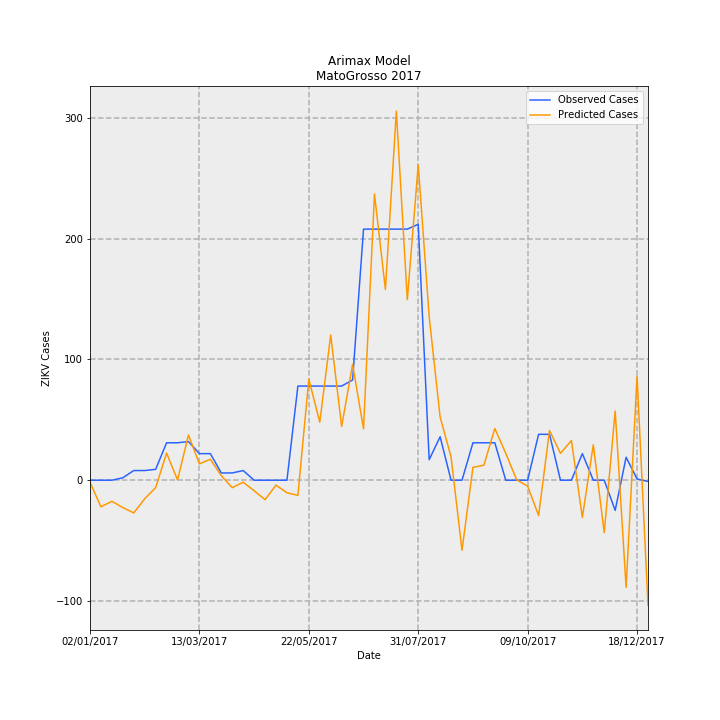 Arimax Model
MatoGrosso 2017
Observed Cases
Predicted Cases
ZIKV Cases
300
200
100
0
−100
02/01/2017
13/03/2017
22/05/2017
31/07/2017
09/10/2017
18/12/2017
Date